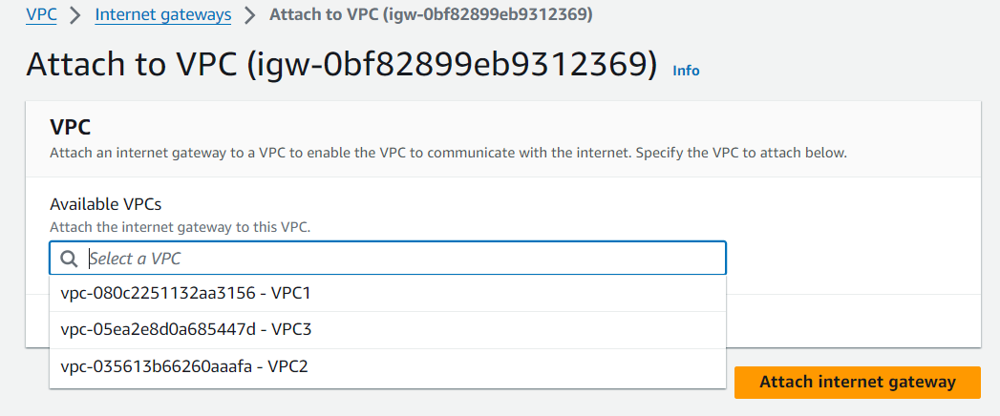 VPC > Internet gateways > Attach to VPC (igw-0bf82899eb9312369)
Attach to VPC (igw-0bf82899eb9312369) Info
VPC
Attach an internet gateway to a VPC to enable the VPC to communicate with the internet. Specify the VPC to attach below.
Available VPCs
Attach the internet gateway to this VPC.
Select a VPC
vpc-080c2251132aa3156 - VPC1
vpc-05ea2e8d0a685447d - VPC3
vpc-035613b66260aaafa - VPC2
Attach internet gateway